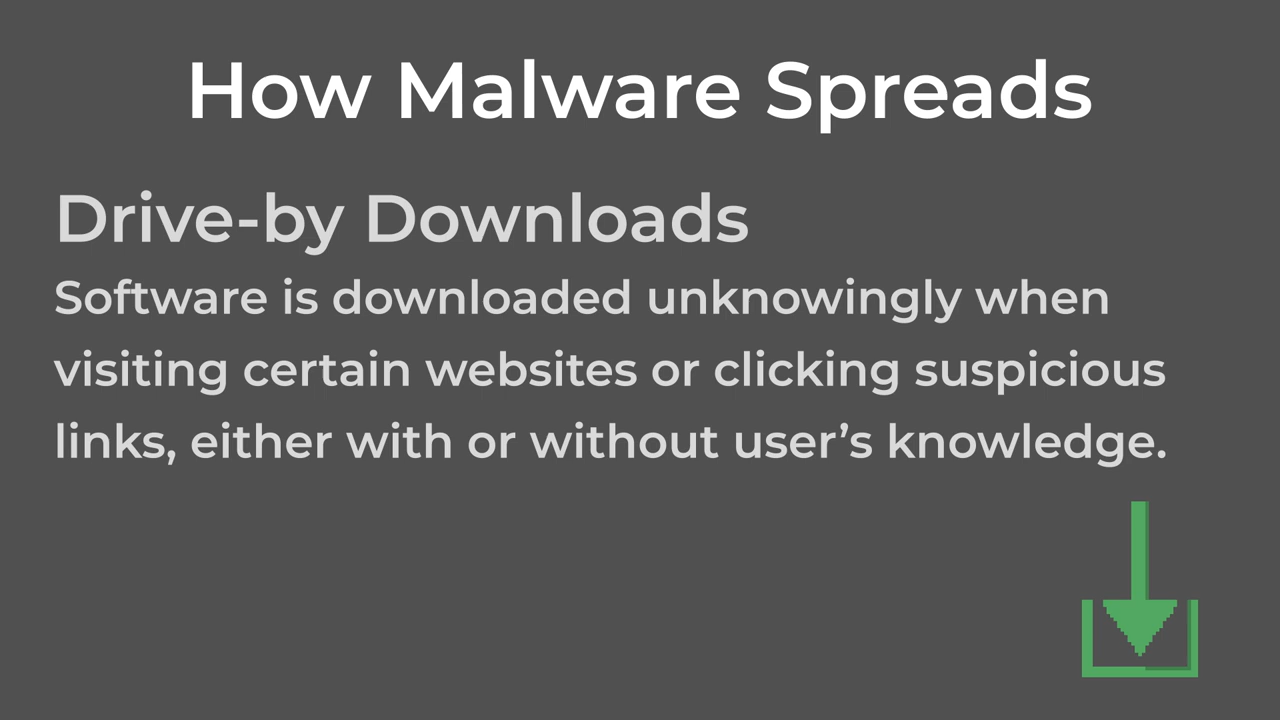 How Malware Spreads
Drive-by Downloads
Software is downloaded unknowingly when
visiting certain websites or clicking suspicious
links, either with or without user’s knowledge.